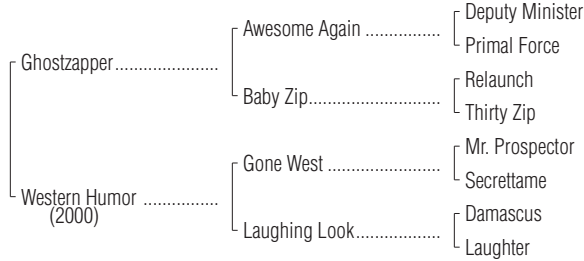 Deputy Minister
Awesome Again ..................
Primal Force
Ghostzapper.......................
Relaunch
Baby Zip.............................
Thirty Zip
Mr. Prospector
Gone West .........................
Secrettame
Western Humor .................
(2000)
Damascus
Laughing Look...................
Laughter